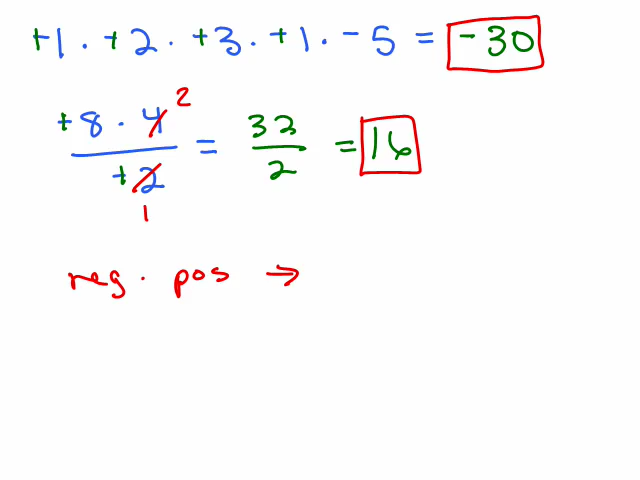 +1 · +2 · +3 · +1 · -5 = -30
+8 · 4 2
+2 = 32/2 = 16
1
neg · pos →